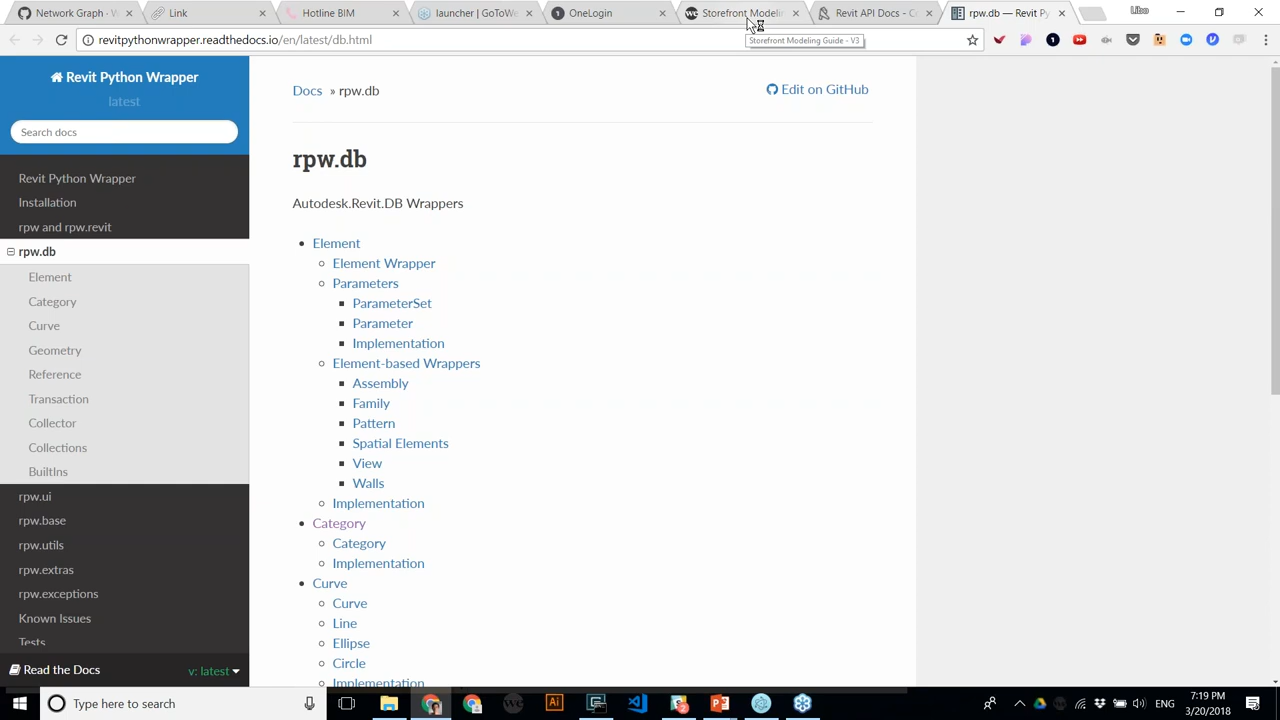 Network Graph · W
Link
Hotline BIM
launcher | GoToWe
OneLogin
Storefront Modelin
Revit API Docs - Co
rpw.db — Revit Py
revitpythonwrapper.readthedocs.io/en/latest/db.html
Storefront Modeling Guide - V3
Revit Python Wrapper
latest
Search docs
Revit Python Wrapper
Installation
rpw and rpw.revit
rpw.db
Element
Category
Curve
Geometry
Reference
Transaction
Collector
Collections
BuiltIns
rpw.ui
rpw.base
rpw.utils
rpw.extras
rpw.exceptions
Known Issues
Tests
Read the Docs
v: latest
Docs » rpw.db
Edit on GitHub
rpw.db
Autodesk.Revit.DB Wrappers
Element
Element Wrapper
Parameters
ParameterSet
Parameter
Implementation
Element-based Wrappers
Assembly
Family
Pattern
Spatial Elements
View
Walls
Implementation
Category
Category
Implementation
Curve
Curve
Line
Ellipse
Circle
Implementation
Type here to search
ENG
7:19 PM
3/20/2018